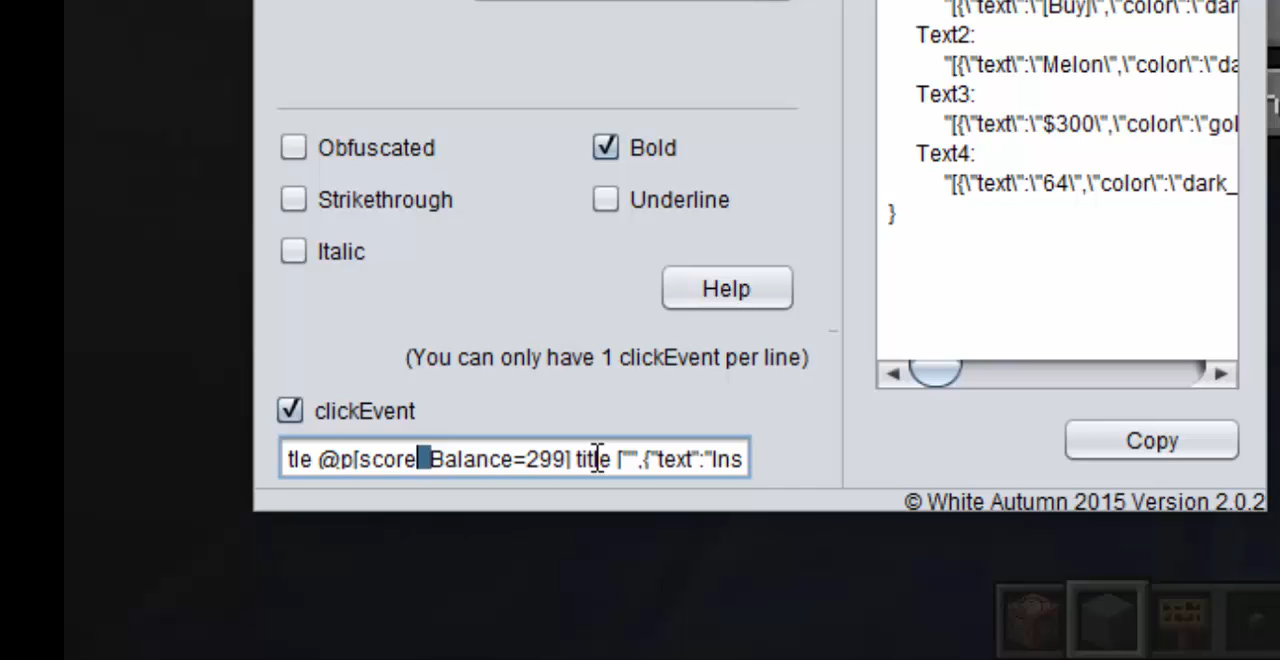 "[{\"text\":\"[Buy]\",\"color\":\"dar
Text2:
"[{\"text\":\"Melon\",\"color\":\"da
Text3:
"[{\"text\":\"$300\",\"color\":\"gol
Text4:
"[{\"text\":\"64\",\"color\":\"dark_
}
Obfuscated
Bold
Strikethrough
Underline
Italic
Help
(You can only have 1 clickEvent per line)
clickEvent
tle @p[score_Balance=299] title ["",{"text":"Ins
Copy
© White Autumn 2015 Version 2.0.2